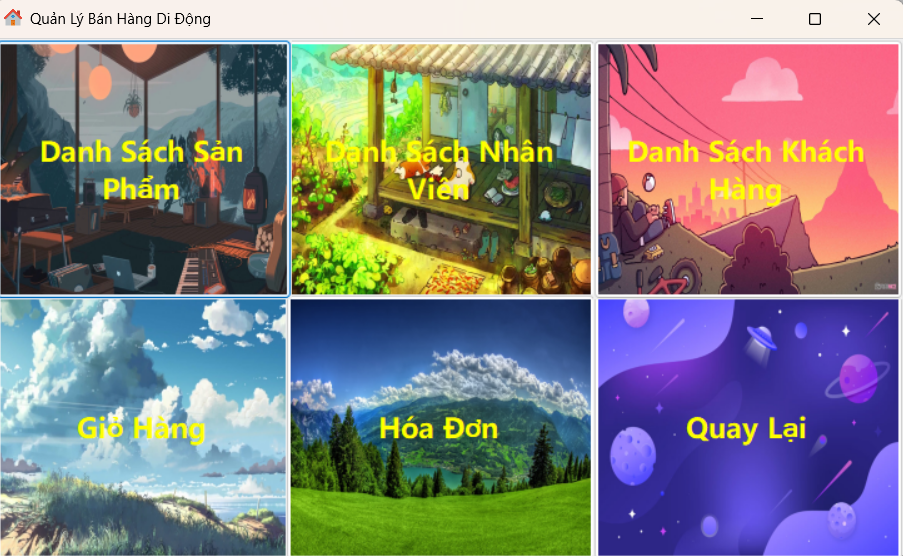 Quản Lý Bán Hàng Di Động
Danh Sách Sản
Phẩm
Danh Sách Nhân
Viên
Danh Sách Khách
Hàng
Giỏ Hàng
Hóa Đơn
Quay Lại